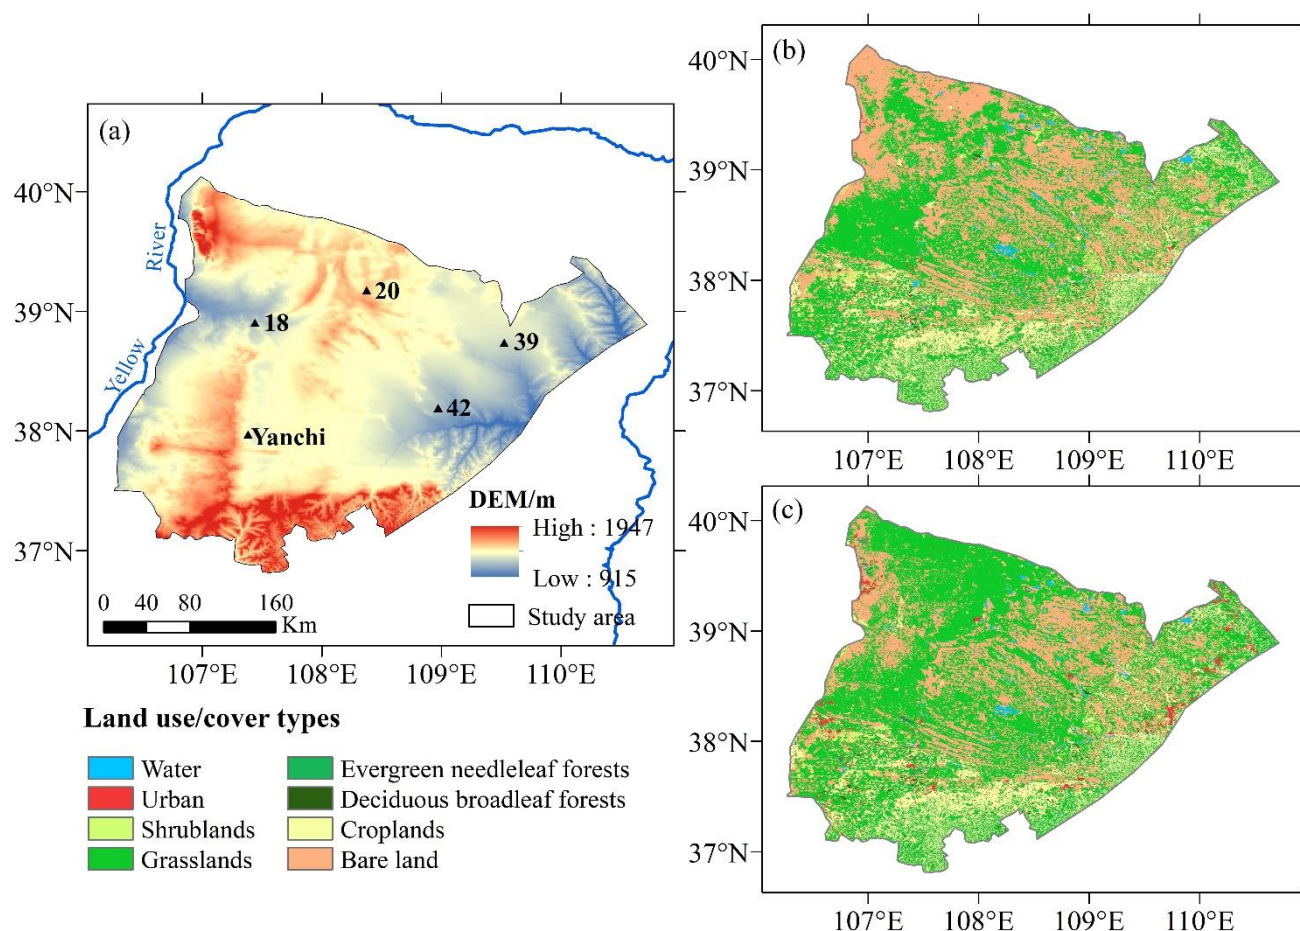 (a)
40°N
39°N
38°N
37°N
River
Yellow
20
18
39
42
Yanchi
DEM/m
High : 1947
Low : 915
Study area
0 40 80 160
Km
107°E 108°E 109°E 110°E
Land use/cover types
Water
Urban
Shrublands
Grasslands
Evergreen needleleaf forests
Deciduous broadleaf forests
Croplands
Bare land
(b)
40°N
39°N
38°N
37°N
107°E 108°E 109°E 110°E
(c)
40°N
39°N
38°N
37°N
107°E 108°E 109°E 110°E